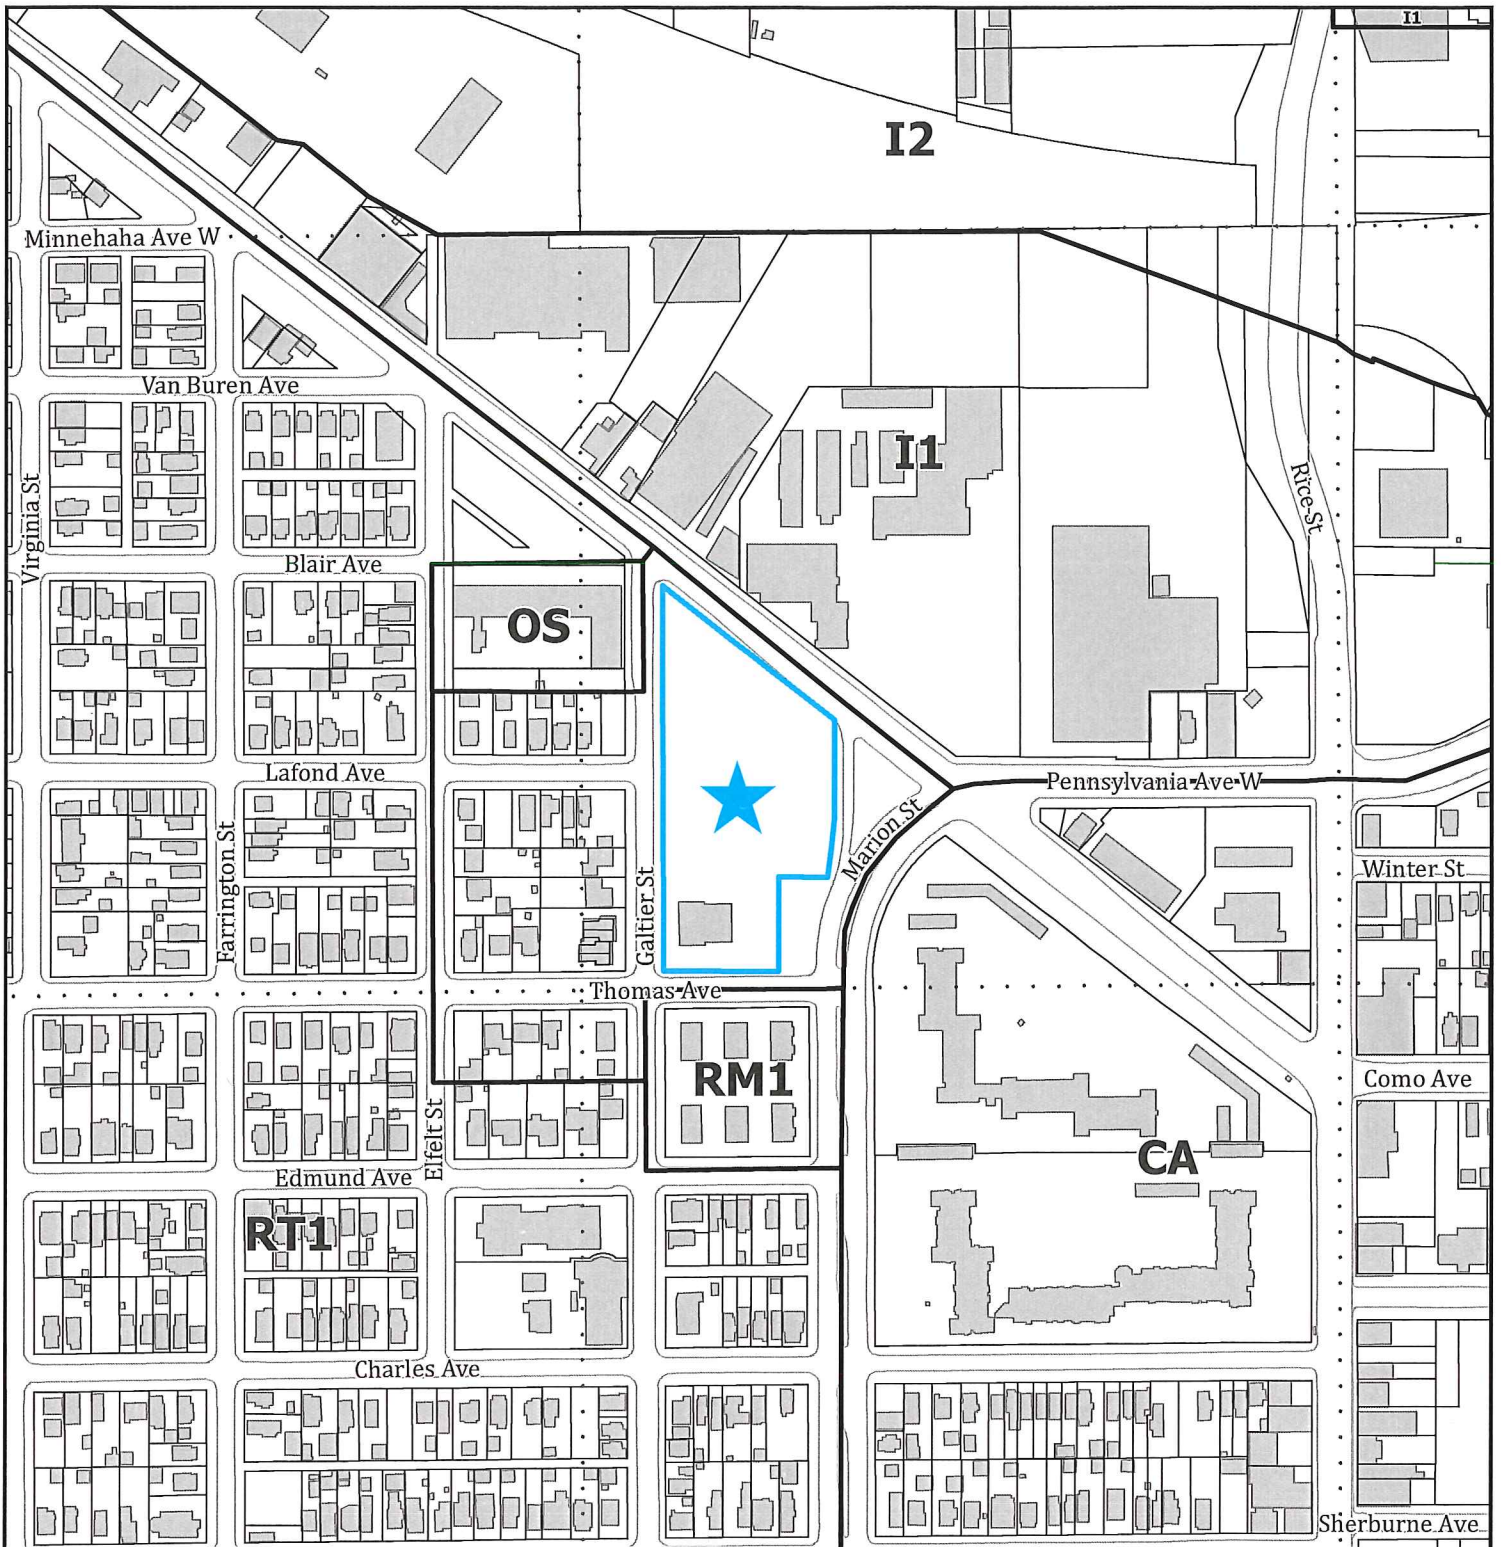 I1
I2
Minnehaha Ave W
Van Buren Ave
I1
Virginia St
Rice St
Blair Ave
OS
Lafond Ave
Pennsylvania Ave W
Marion St
Farrington St
Galtier St
Winter St
Thomas Ave
RM1
Como Ave
Elfelt St
CA
Edmund Ave
RT1
Charles Ave
Sherburne Ave